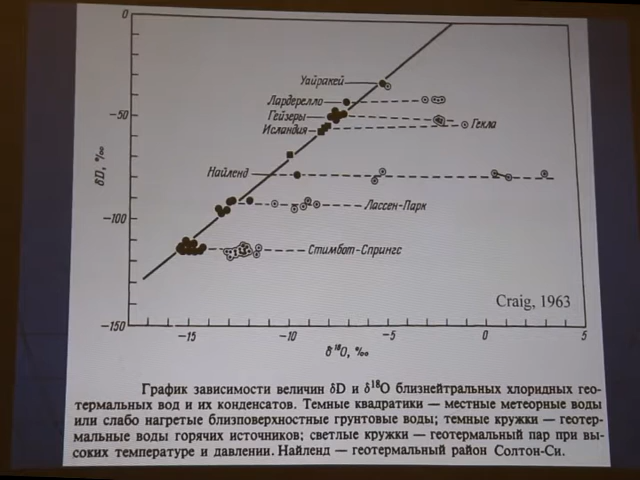 0
Уайракей
Лардерелло
−50
Гейзеры
Исландия
Гекла
δD, ‰
Найленд
−100
Лассен-Парк
Стимбот-Спрингс
Craig, 1963
−150
−15
−10
−5
0
5
δ¹⁸O, ‰
График зависимости величин δD и δ¹⁸O близнейтральных хлоридных гео-
термальных вод и их конденсатов. Темные квадратики — местные метеорные воды
или слабо нагретые близповерхностные грунтовые воды; темные кружки — геотер-
мальные воды горячих источников; светлые кружки — геотермальный пар при вы-
соких температуре и давлении. Найленд — геотермальный район Солтон-Си.